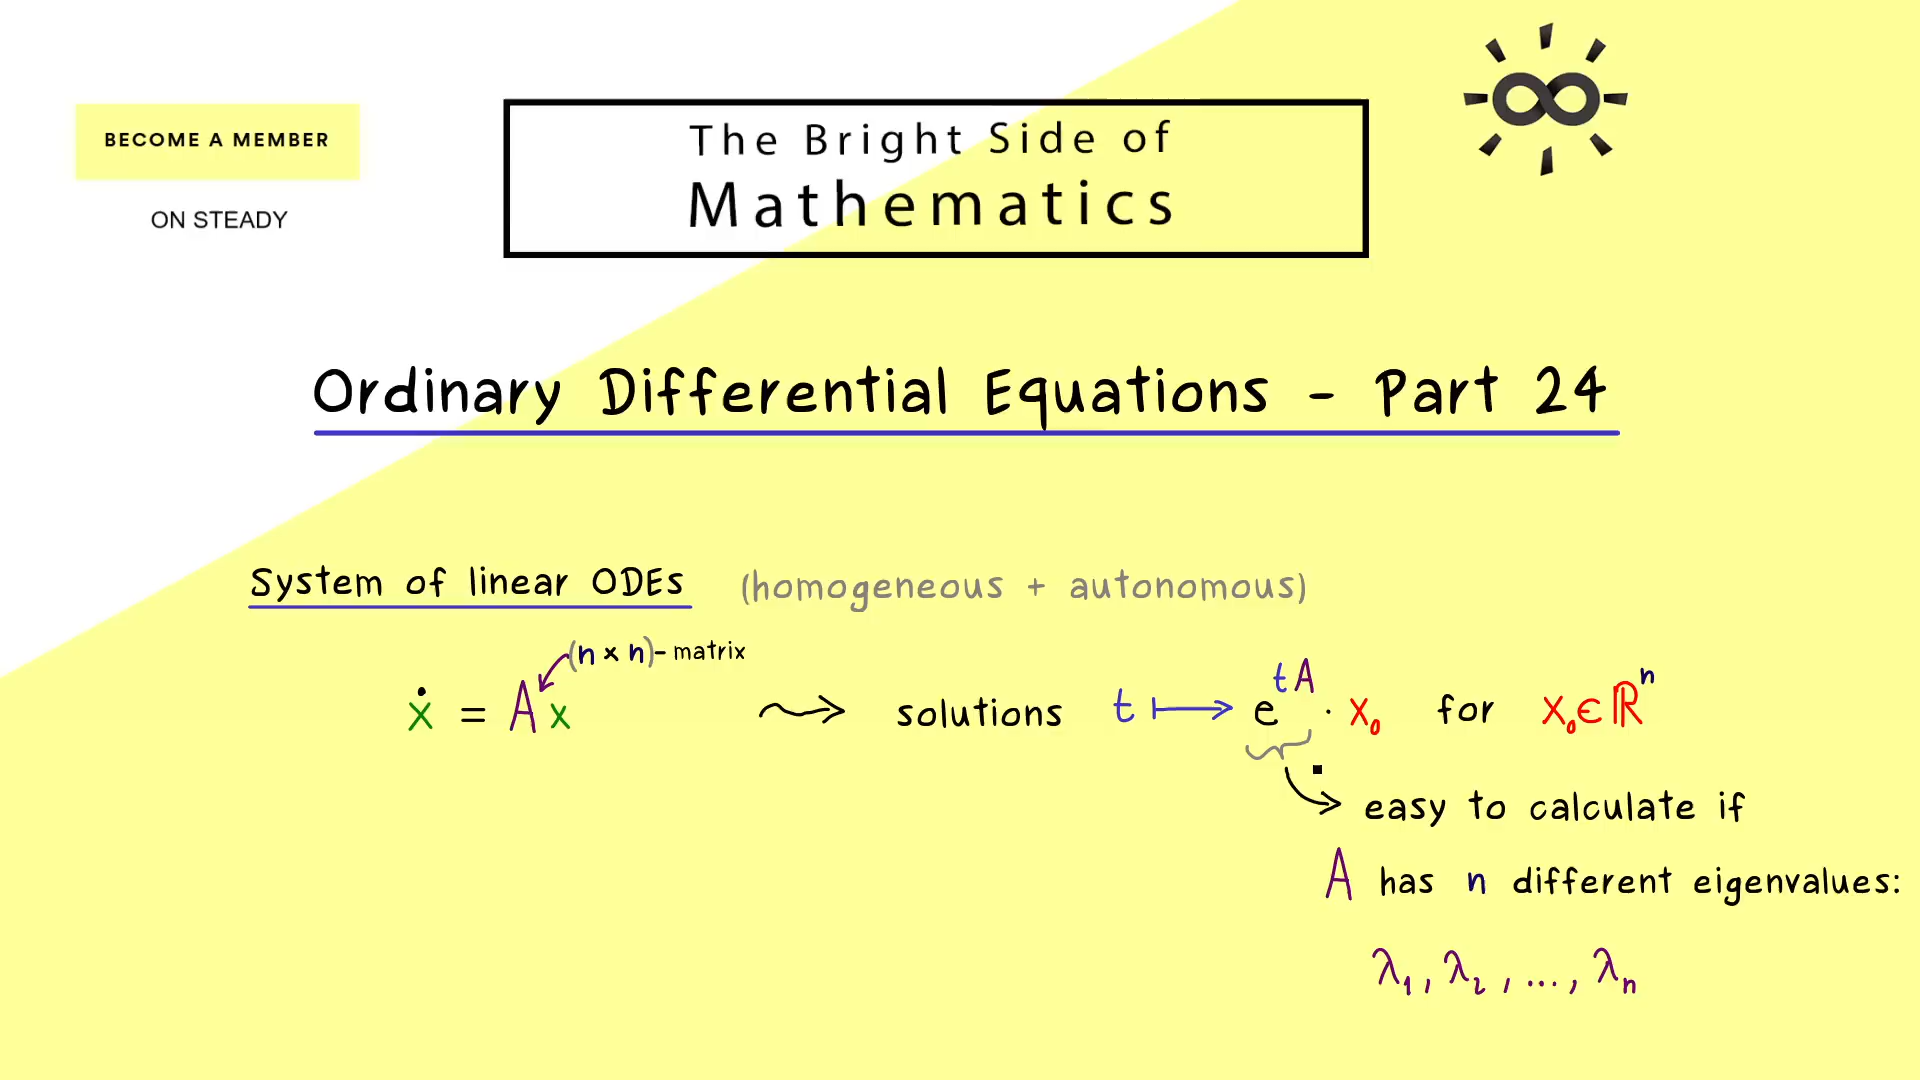 BECOME A MEMBER
ON STEADY
The Bright Side of
Mathematics
Ordinary Differential Equations - Part 24
System of linear ODEs (homogeneous + autonomous)
(n × n)- matrix
ẋ = A x ⤳ solutions t ⟼ e^{tA} · x₀ for x₀ ∈ ℝⁿ
easy to calculate if
A has n different eigenvalues:
λ₁, λ₂, ..., λₙ